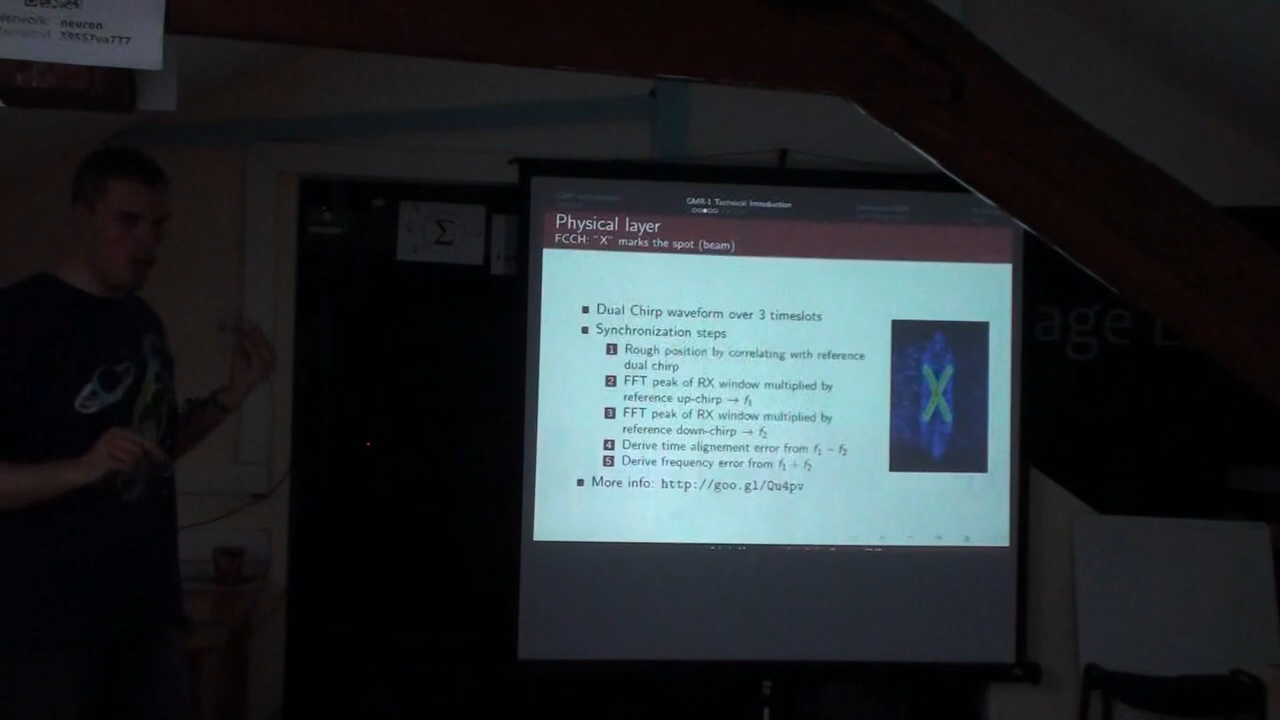 neuron
GMR-1 Technical Introduction
Physical layer
FCCH: "X" marks the spot (beam)
Dual Chirp waveform over 3 timeslots
Synchronization steps
1 Rough position by correlating with reference
dual chirp
2 FFT peak of RX window multiplied by
reference up-chirp → f₁
3 FFT peak of RX window multiplied by
reference down-chirp → f₂
4 Derive time alignement error from f₁ − f₂
5 Derive frequency error from f₁ + f₂
More info: http://goo.gl/Qu4pv
Σ
age